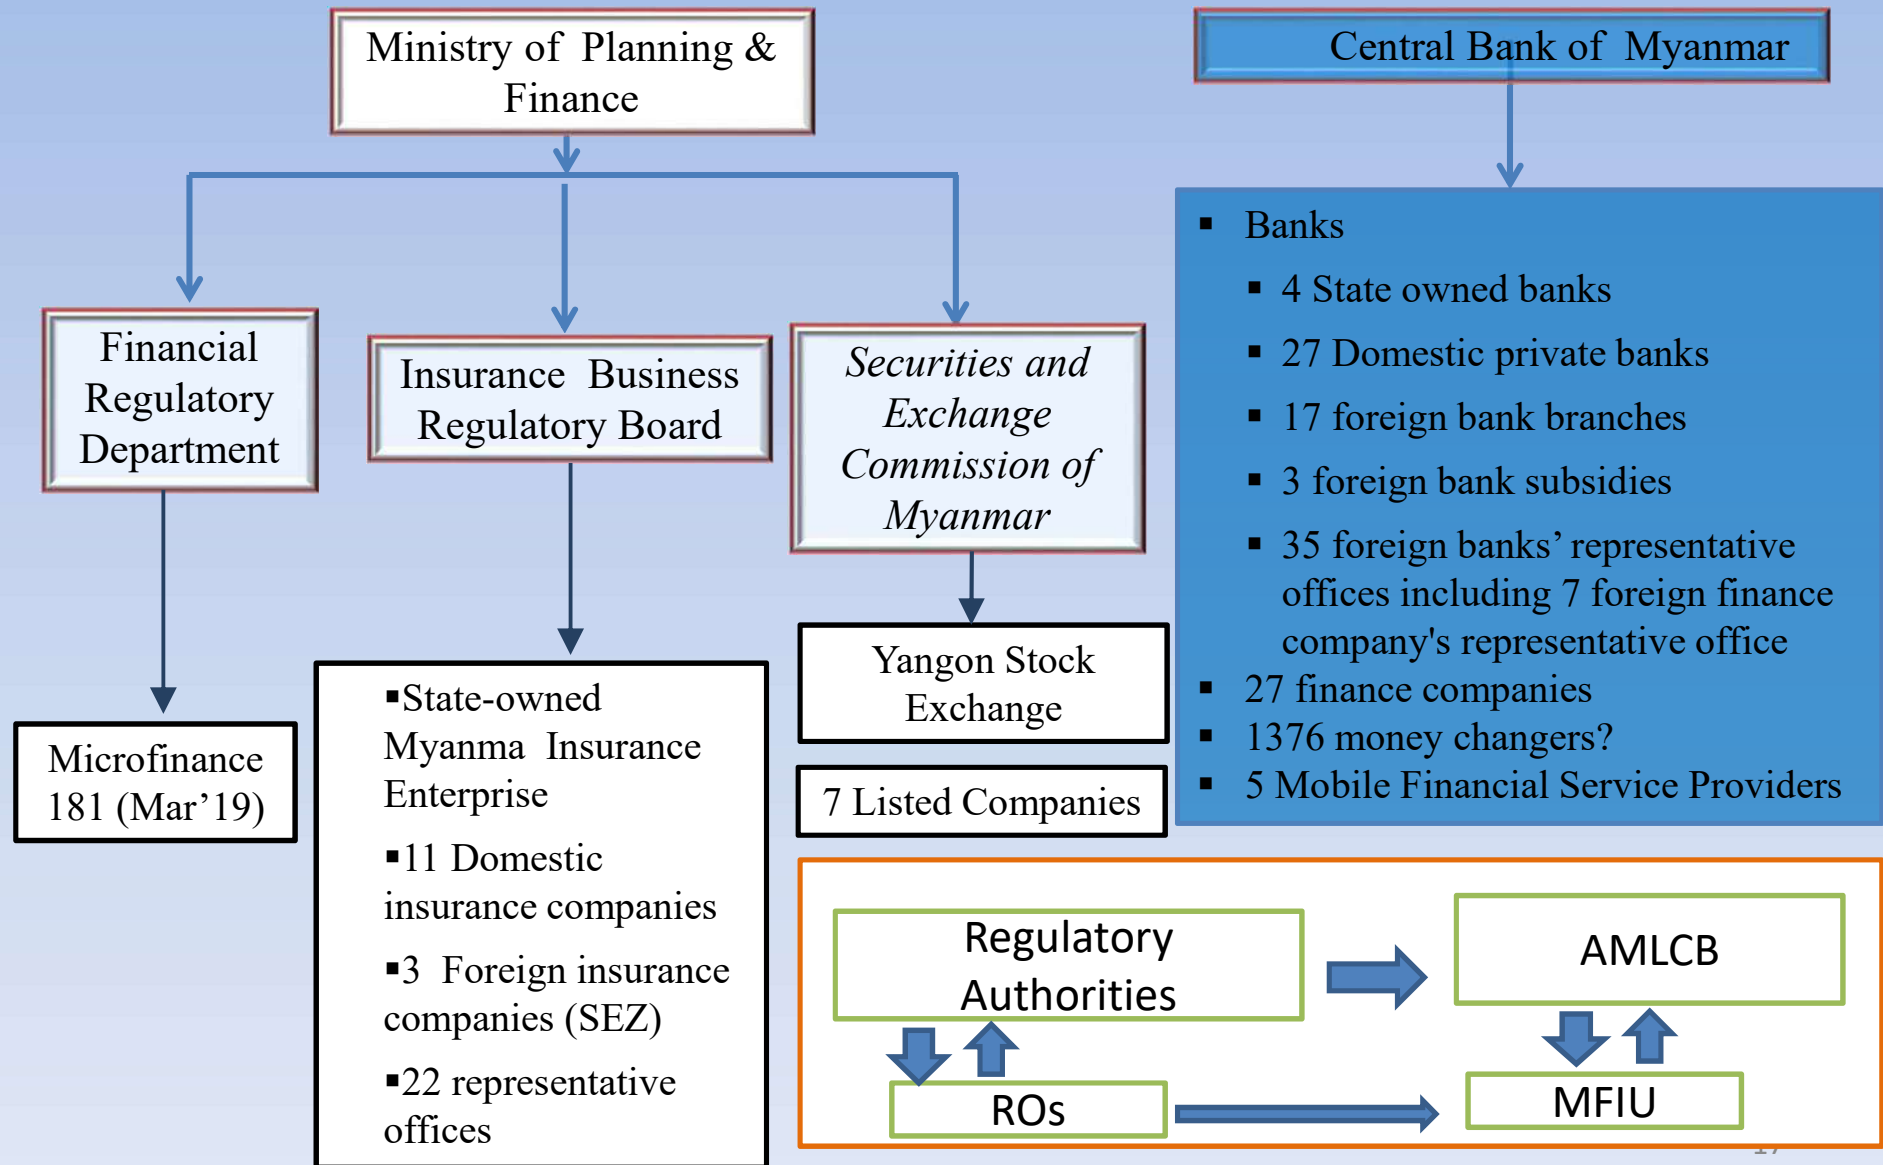 Ministry of Planning &
Finance
Central Bank of Myanmar
Financial
Regulatory
Department
Insurance Business
Regulatory Board
Securities and
Exchange
Commission of
Myanmar
▪ Banks
▪ 4 State owned banks
▪ 27 Domestic private banks
▪ 17 foreign bank branches
▪ 3 foreign bank subsidies
▪ 35 foreign banks’ representative
offices including 7 foreign finance
company's representative office
▪ 27 finance companies
▪ 1376 money changers?
▪ 5 Mobile Financial Service Providers
Microfinance
181 (Mar’19)
▪State-owned
Myanma Insurance
Enterprise
▪11 Domestic
insurance companies
▪3 Foreign insurance
companies (SEZ)
▪22 representative
offices
Yangon Stock
Exchange
7 Listed Companies
Regulatory
Authorities
AMLCB
ROs
MFIU